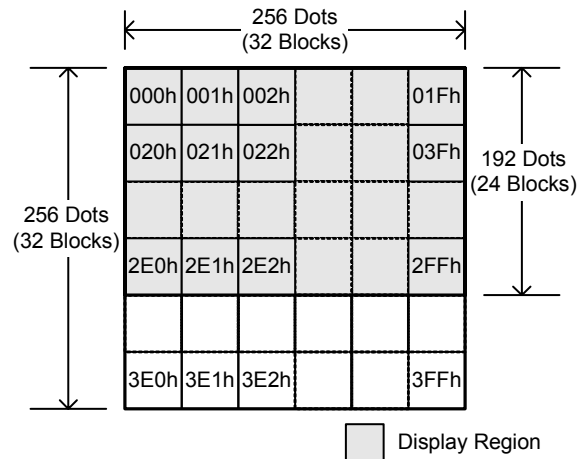 256 Dots
(32 Blocks)
000h 001h 002h 01Fh
020h 021h 022h 03Fh
192 Dots
(24 Blocks)
256 Dots
(32 Blocks)
2E0h 2E1h 2E2h 2FFh
3E0h 3E1h 3E2h 3FFh
Display Region